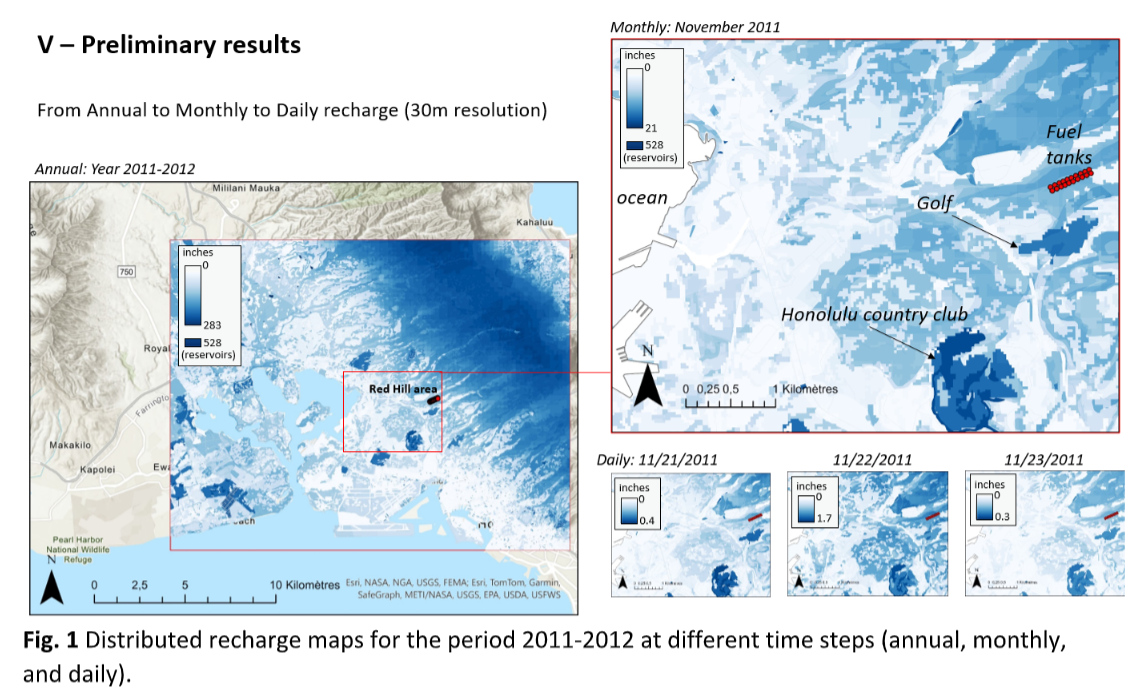 V – Preliminary results
From Annual to Monthly to Daily recharge (30m resolution)
Annual: Year 2011-2012
Mililani Mauka
Kahaluu
750
inches
0
283
528
(reservoirs)
Royal
Red Hill area
Farrington
Makakilo
Kapolei
Ewa
Pearl Harbor
National Wildlife
Refuge
N
0 2,5 5 10 Kilomètres
Esri, NASA, NGA, USGS, FEMA; Esri, TomTom, Garmin,
SafeGraph, METI/NASA, USGS, EPA, USDA, USFWS
Monthly: November 2011
inches
0
21
528
(reservoirs)
ocean
Fuel
tanks
Golf
Honolulu country club
N
0 0,25 0,5 1 Kilomètres
Daily: 11/21/2011
inches
0
0.4
11/22/2011
inches
0
1.7
11/23/2011
inches
0
0.3
Fig. 1 Distributed recharge maps for the period 2011-2012 at different time steps (annual, monthly,
and daily).